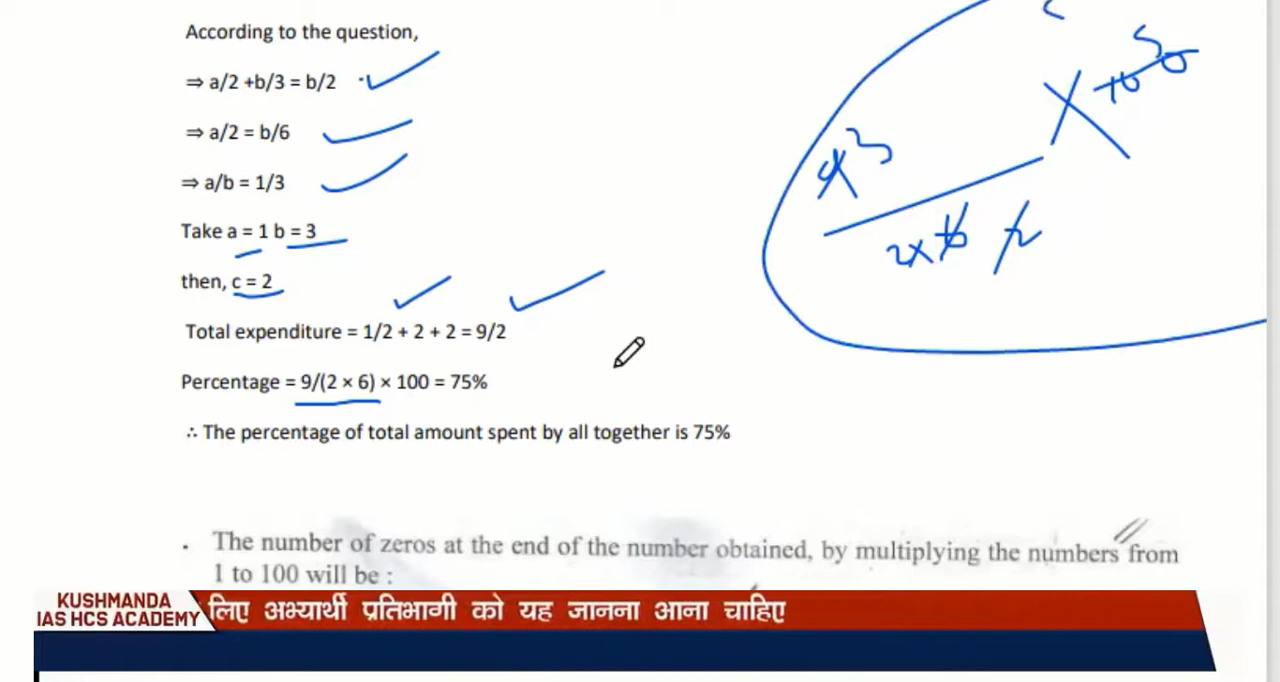 According to the question,
⇒ a/2 +b/3 = b/2
⇒ a/2 = b/6
⇒ a/b = 1/3
Take a = 1 b = 3
then, c = 2
Total expenditure = 1/2 + 2 + 2 = 9/2
Percentage = 9/(2 × 6) × 100 = 75%
∴ The percentage of total amount spent by all together is 75%
. The number of zeros at the end of the number obtained, by multiplying the numbers from
1 to 100 will be :
KUSHMANDA
IAS HCS ACADEMY
लिए अभ्यार्थी प्रतिभागी को यह जानना आना चाहिए